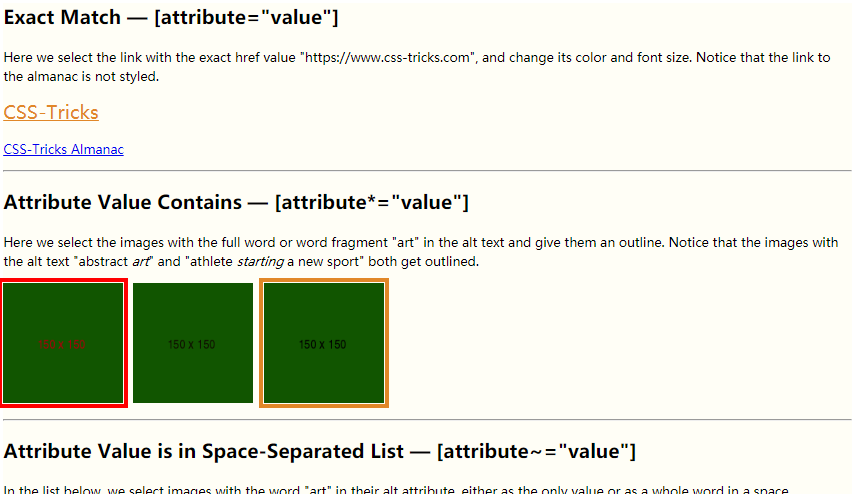 Exact Match — [attribute="value"]
Here we select the link with the exact href value "https://www.css-tricks.com", and change its color and font size. Notice that the link to
the almanac is not styled.
CSS-Tricks
CSS-Tricks Almanac
Attribute Value Contains — [attribute*="value"]
Here we select the images with the full word or word fragment "art" in the alt text and give them an outline. Notice that the images with
the alt text "abstract art" and "athlete starting a new sport" both get outlined.
150 x 150 150 x 150 150 x 150
Attribute Value is in Space-Separated List — [attribute~="value"]
In the list below, we select images with the word "art" in their alt attribute, either as the only value or as a whole word in a space